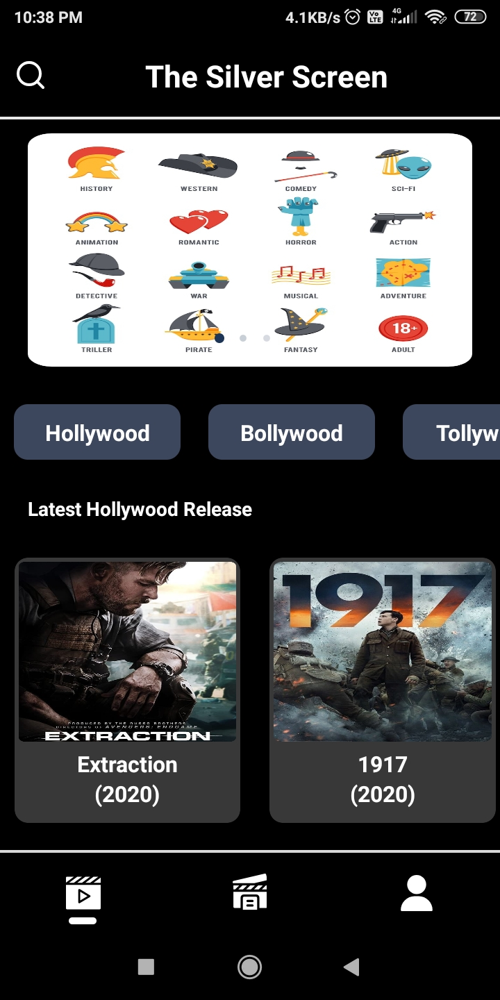 10:38 PM 4.1KB/s Vo LTE 4G 72
The Silver Screen
HISTORY WESTERN COMEDY SCI-FI
ANIMATION ROMANTIC HORROR ACTION
DETECTIVE WAR MUSICAL ADVENTURE
18+
TRILLER PIRATE FANTASY ADULT
Hollywood Bollywood Tollyw
Latest Hollywood Release
1917
PRODUCED BY THE RUSSO BROTHERS
DIRECTORS OF AVENGERS: ENDGAME
EXTRACTION
Extraction
(2020)
1917
(2020)